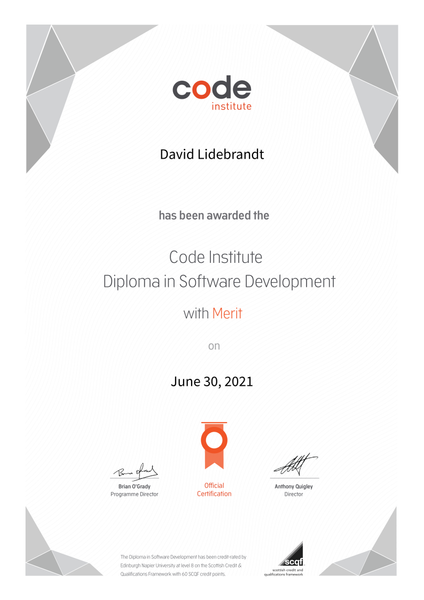 code
institute
David Lidebrandt
has been awarded the
Code Institute
Diploma in Software Development
with Merit
on
June 30, 2021
Brian O'Grady
Programme Director
Official
Certification
Anthony Quigley
Director
The Diploma in Software Development has been credit rated by
Edinburgh Napier University at level 8 on the Scottish Credit &
Qualifications Framework with 60 SCQF credit points.
scqf
scottish credit and
qualifications framework